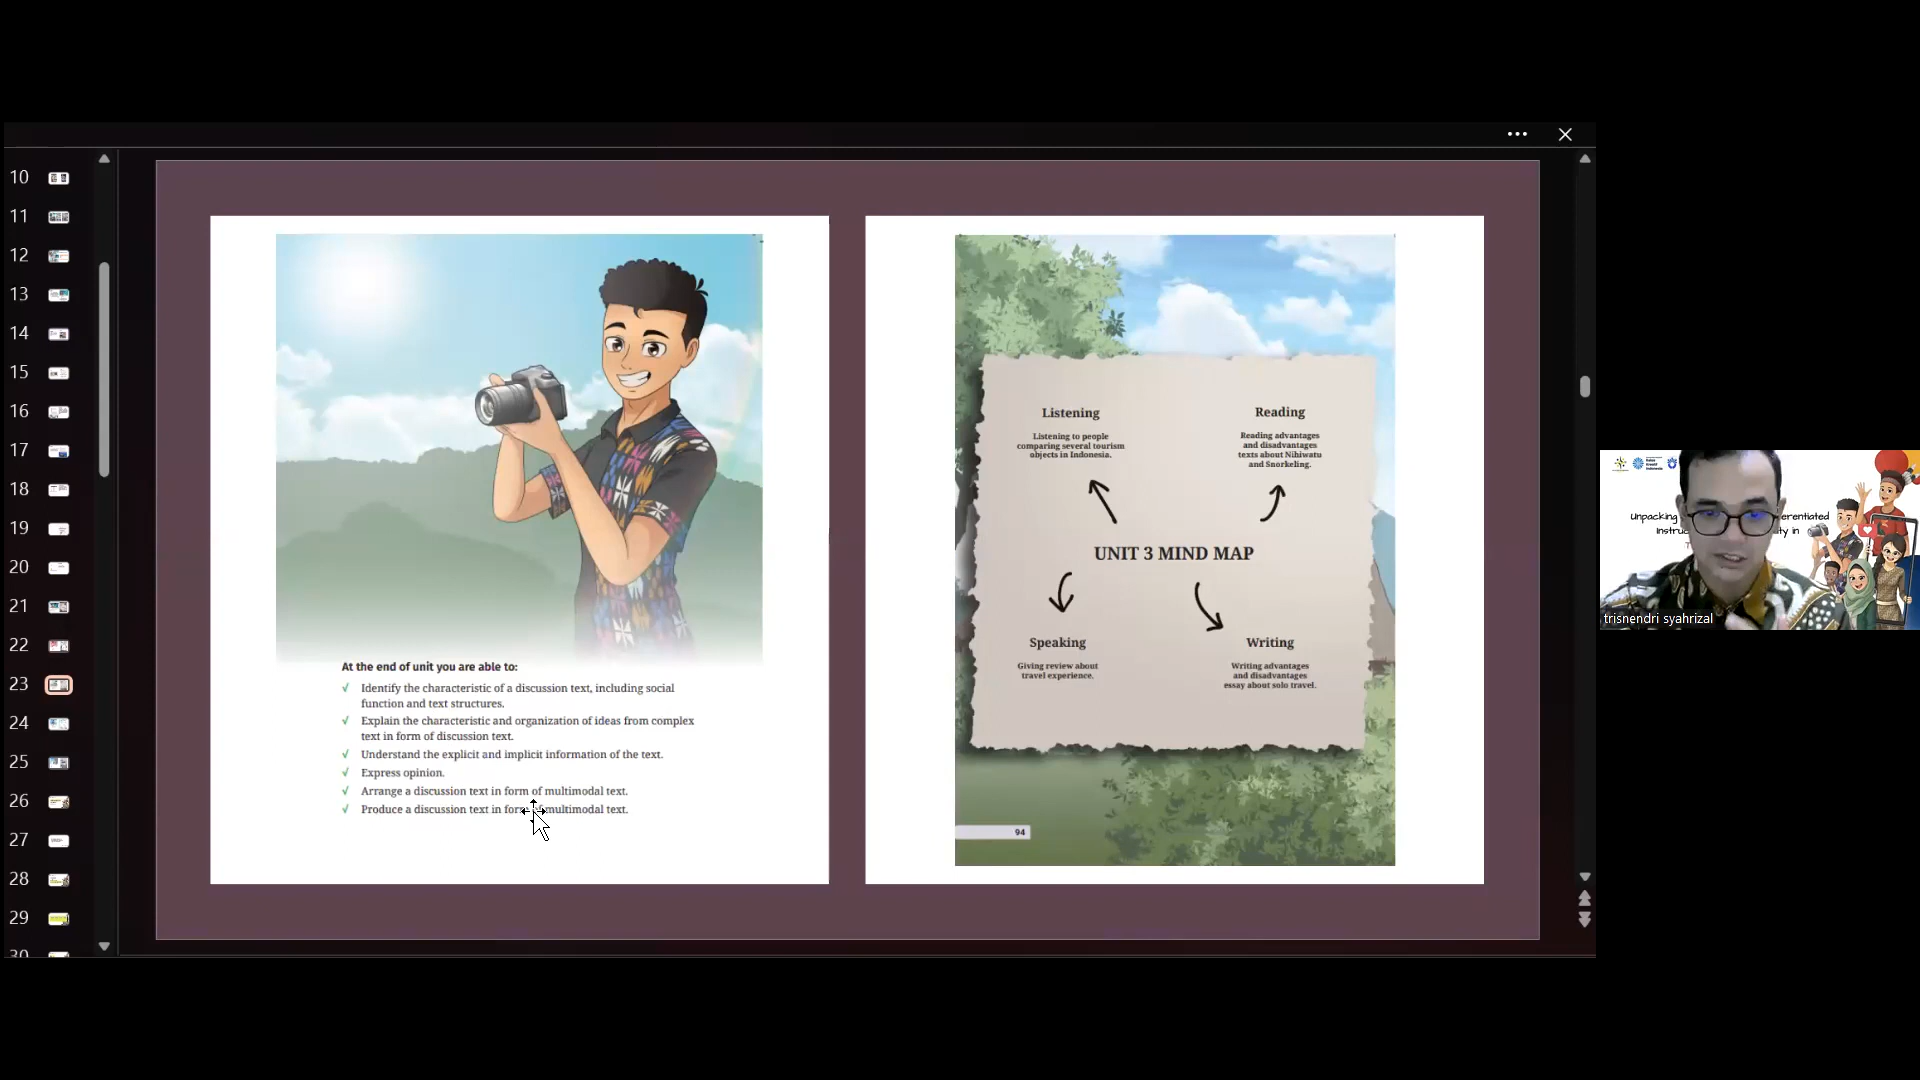 10
11
12
13
14
15
16
17
18
19
20
21
22
23
24
25
26
27
28
29
30
At the end of unit you are able to:
√ Identify the characteristic of a discussion text, including social
function and text structures.
√ Explain the characteristic and organization of ideas from complex
text in form of discussion text.
√ Understand the explicit and implicit information of the text.
√ Express opinion.
√ Arrange a discussion text in form of multimodal text.
√ Produce a discussion text in form of multimodal text.
Listening
Listening to people
comparing several tourism
objects in Indonesia.
Reading
Reading advantages
and disadvantages
texts about Nihiwatu
and Snorkeling.
UNIT 3 MIND MAP
Speaking
Giving review about
travel experience.
Writing
Writing advantages
and disadvantages
essay about solo travel.
94
Unpacking
trisnendri syahrizal